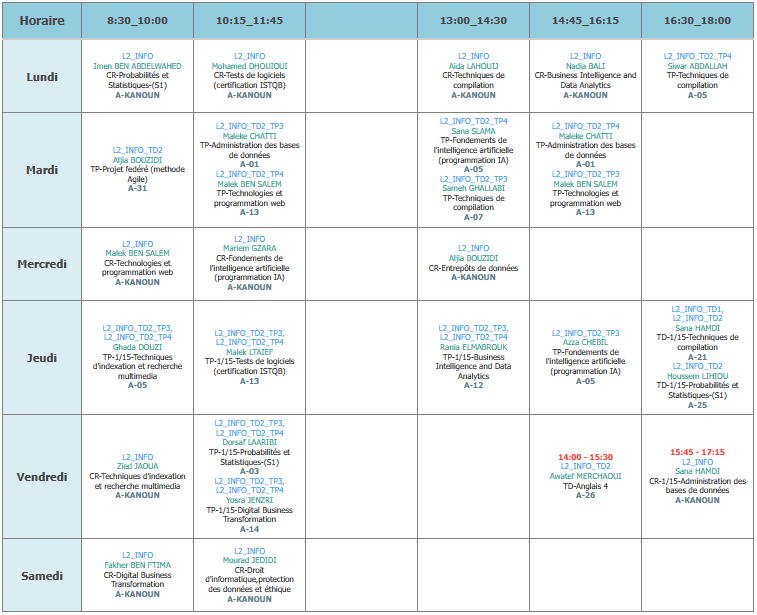 Horaire
8:30_10:00
10:15_11:45
13:00_14:30
14:45_16:15
16:30_18:00
Lundi
L2_INFO
Imen BEN ABDELWAHED
CR-Probabilités et
Statistiques-(S1)
A-KANOUN
L2_INFO
Mohamed DHOUIOUI
CR-Tests de logiciels
(certification ISTQB)
A-KANOUN
L2_INFO
Aida LAHOUIJ
CR-Techniques de
compilation
A-KANOUN
L2_INFO
Nadia BALI
CR-Business Intelligence and
Data Analytics
A-KANOUN
L2_INFO_TD2_TP4
Siwar ABDALLAH
TP-Techniques de
compilation
A-05
Mardi
L2_INFO_TD2
Aljia BOUZIDI
TP-Projet fedéré (methode
Agile)
A-31
L2_INFO_TD2_TP3
Maleke CHATTI
TP-Administration des bases
de données
A-01
L2_INFO_TD2_TP4
Malek BEN SALEM
TP-Technologies et
programmation web
A-13
L2_INFO_TD2_TP4
Sana SLAMA
TP-Fondements de
l'intelligence artificielle
(programmation IA)
A-05
L2_INFO_TD2_TP3
Sameh GHALLABI
TP-Techniques de
compilation
A-07
L2_INFO_TD2_TP4
Maleke CHATTI
TP-Administration des bases
de données
A-01
L2_INFO_TD2_TP3
Malek BEN SALEM
TP-Technologies et
programmation web
A-13
Mercredi
L2_INFO
Malek BEN SALEM
CR-Technologies et
programmation web
A-KANOUN
L2_INFO
Mariem GZARA
CR-Fondements de
l'intelligence artificielle
(programmation IA)
A-KANOUN
L2_INFO
Aljia BOUZIDI
CR-Entrepôts de données
A-KANOUN
Jeudi
L2_INFO_TD2_TP3,
L2_INFO_TD2_TP4
Ghada DOUZI
TP-1/15-Techniques
d'indexation et recherche
multimedia
A-05
L2_INFO_TD2_TP3,
L2_INFO_TD2_TP4
Malek LTAIEF
TP-1/15-Tests de logiciels
(certification ISTQB)
A-13
L2_INFO_TD2_TP3,
L2_INFO_TD2_TP4
Rania ELMABROUK
TP-1/15-Business
Intelligence and Data
Analytics
A-12
L2_INFO_TD2_TP3
Azza CHEBIL
TP-Fondements de
l'intelligence artificielle
(programmation IA)
A-05
L2_INFO_TD1,
L2_INFO_TD2
Sana HAMDI
TD-1/15-Techniques de
compilation
A-21
L2_INFO_TD2
Houssem LIHIOU
TD-1/15-Probabilités et
Statistiques-(S1)
A-25
Vendredi
L2_INFO
Zied JAOUA
CR-Techniques d'indexation
et recherche multimedia
A-KANOUN
L2_INFO_TD2_TP3,
L2_INFO_TD2_TP4
Dorsaf LAARIBI
TP-1/15-Probabilités et
Statistiques-(S1)
A-03
L2_INFO_TD2_TP3,
L2_INFO_TD2_TP4
Yosra JENZRI
TP-1/15-Digital Business
Transformation
A-14
14:00 - 15:30
L2_INFO_TD2
Awatef MERCHAOUI
TD-Anglais 4
A-26
15:45 - 17:15
L2_INFO
Sana HAMDI
CR-1/15-Administration des
bases de données
A-KANOUN
Samedi
L2_INFO
Fakher BEN FTIMA
CR-Digital Business
Transformation
A-KANOUN
L2_INFO
Mourad JEDIDI
CR-Droit
d'informatique,protection
des données et éthique
A-KANOUN